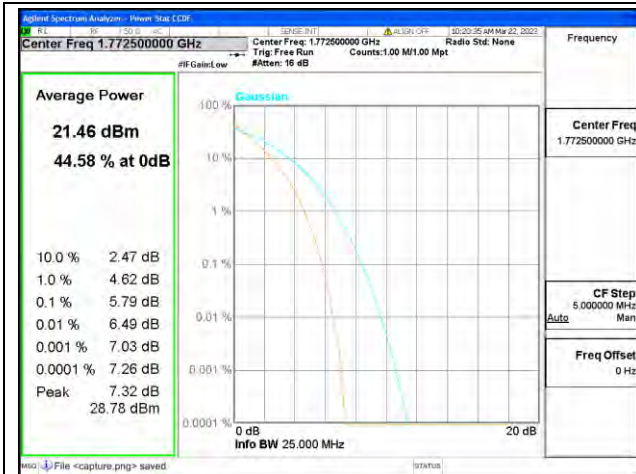 Agilent Spectrum Analyzer - Power Stat CCDF
RL RF 50 Ω AC SENSE:INT ALIGN OFF 10:20:35 AM Mar 22, 2022
Center Freq 1.772500000 GHz
Center Freq: 1.772500000 GHz
Radio Std: None
Trig: Free Run Counts:1.00 M/1.00 Mpt
#IFGain:Low #Atten: 16 dB
Frequency
Average Power
21.46 dBm
44.58 % at 0dB
10.0 % 2.47 dB
1.0 % 4.62 dB
0.1 % 5.79 dB
0.01 % 6.49 dB
0.001 % 7.03 dB
0.0001 % 7.26 dB
Peak 7.32 dB
28.78 dBm
Gaussian
100 %
10 %
1 %
0.1 %
0.01 %
0.001 %
0.0001 %
0 dB 20 dB
Info BW 25.000 MHz
Center Freq
1.772500000 GHz
CF Step
5.000000 MHz
Auto Man
Freq Offset
0 Hz
MSG File <capture.png> saved STATUS